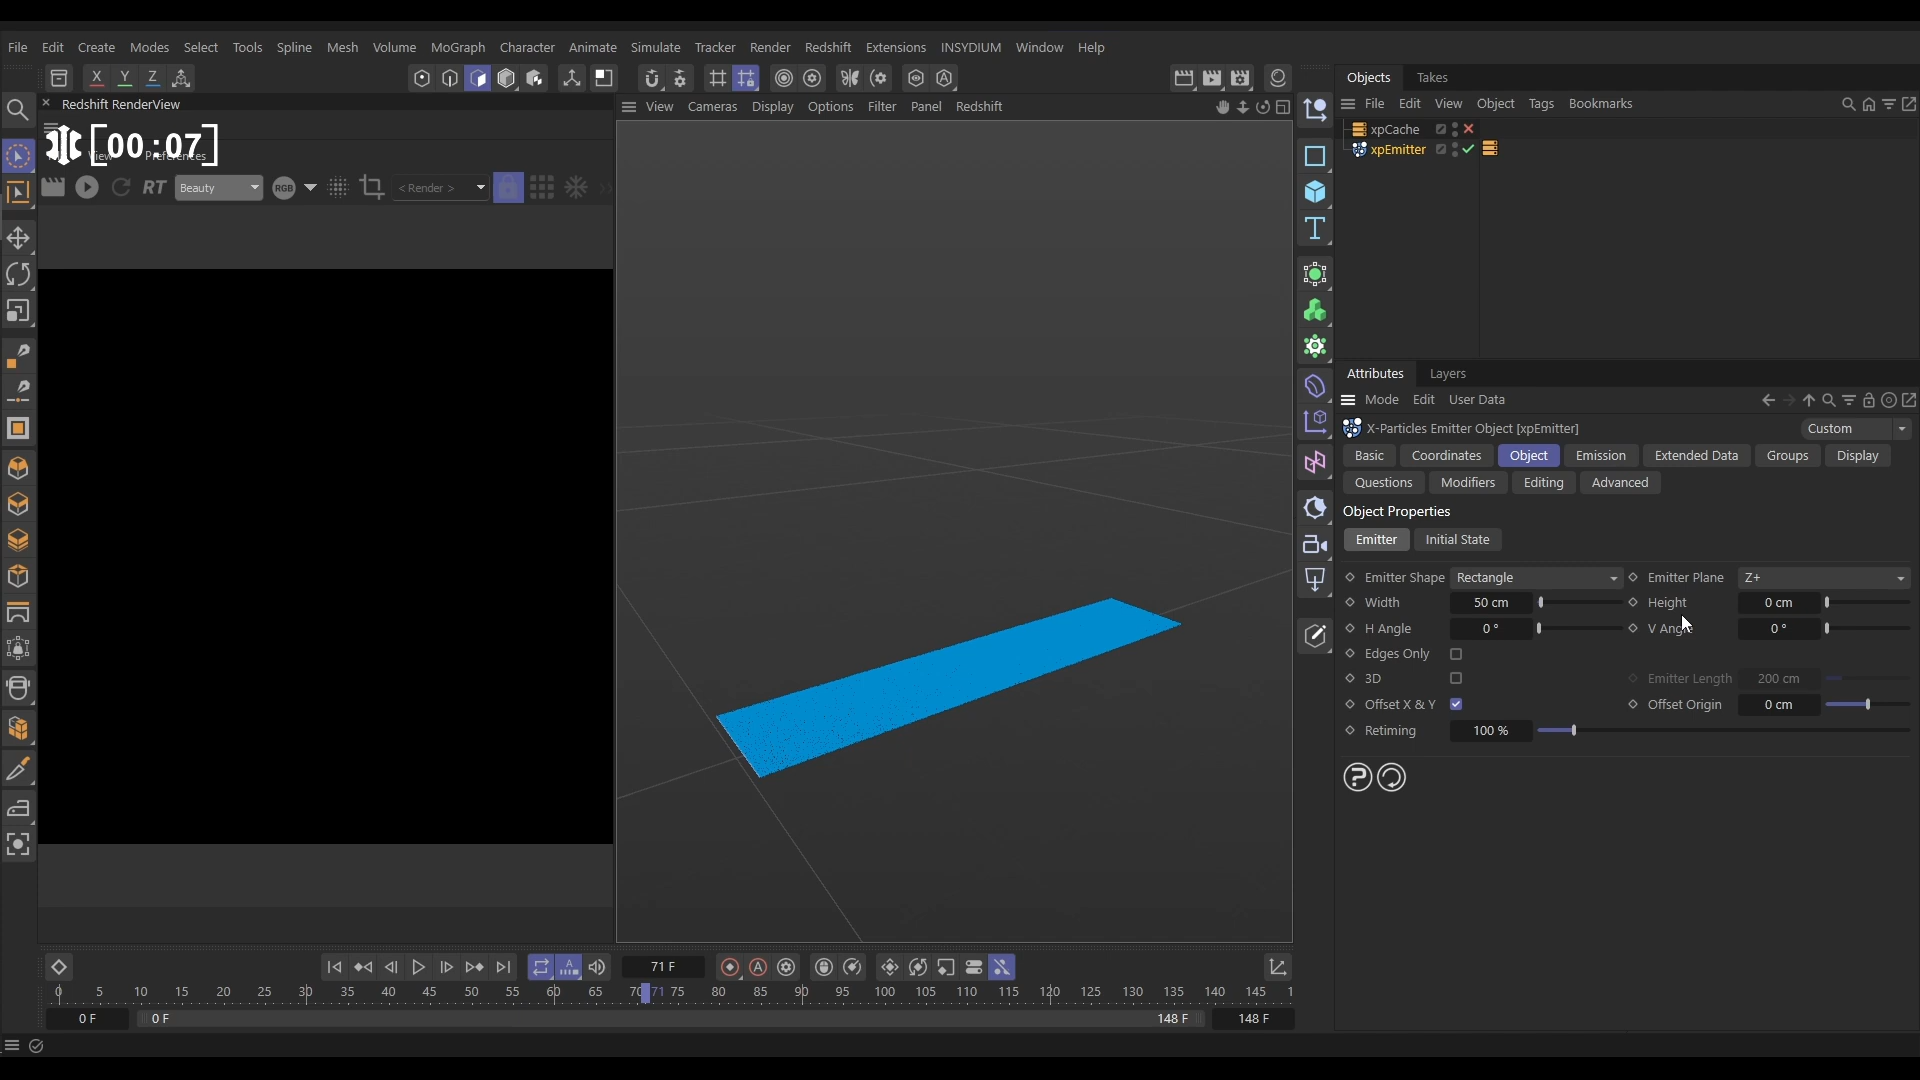 File Edit Create Modes Select Tools Spline Mesh Volume MoGraph Character Animate Simulate Tracker Render Redshift Extensions INSYDIUM Window Help
X Y Z
Objects Takes
Redshift RenderView
View Cameras Display Options Filter Panel Redshift
File Edit View Object Tags Bookmarks
[00:07]
View Preferences
xpCache
xpEmitter
RT Beauty RGB < Render >
Attributes Layers
Mode Edit User Data
X-Particles Emitter Object [xpEmitter] Custom
Basic Coordinates Object Emission Extended Data Groups Display
Questions Modifiers Editing Advanced
Object Properties
Emitter Initial State
Emitter Shape Rectangle Emitter Plane Z+
Width 50 cm Height 0 cm
H Angle 0 ° V Angle 0 °
Edges Only
3D Emitter Length 200 cm
Offset X & Y Offset Origin 0 cm
Retiming 100 %
71 F
0 5 10 15 20 25 30 35 40 45 50 55 60 65 70 71 75 80 85 90 95 100 105 110 115 120 125 130 135 140 145 1
0 F 0 F 148 F 148 F